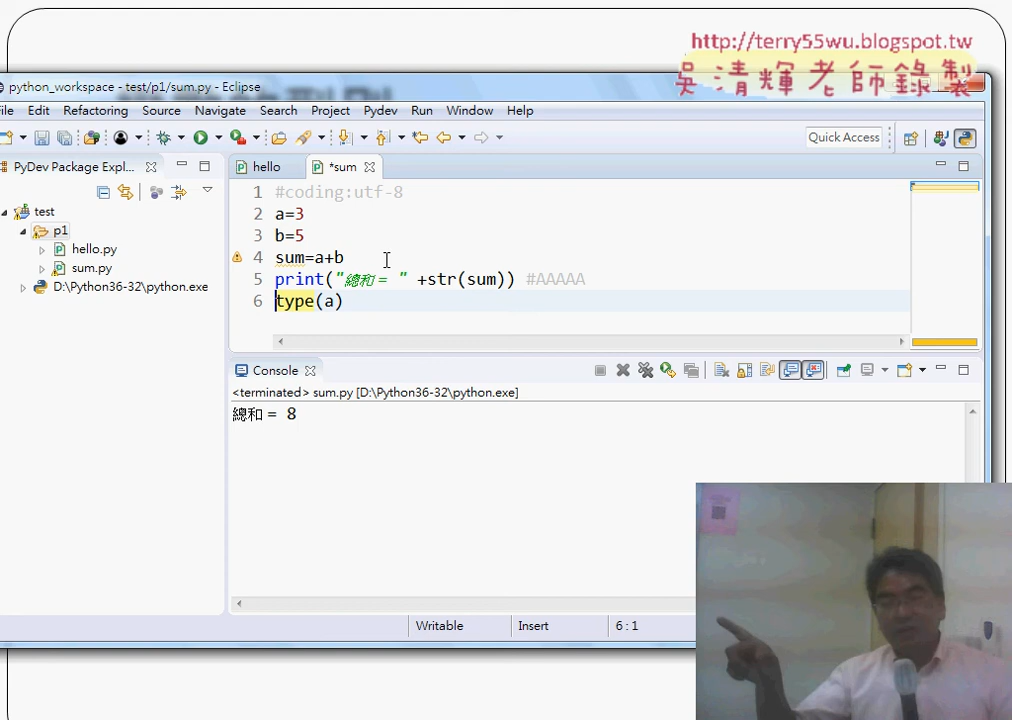 http://terry55wu.blogspot.tw
吳清輝老師錄製
python_workspace - test/p1/sum.py - Eclipse
ile Edit Refactoring Source Navigate Search Project Pydev Run Window Help
Quick Access
PyDev Package Expl...
hello
*sum
test
p1
hello.py
sum.py
D:\Python36-32\python.exe
1 #coding:utf-8
2 a=3
3 b=5
4 sum=a+b
5 print("總和= " +str(sum)) #AAAAA
6 type(a)
Console
<terminated> sum.py [D:\Python36-32\python.exe]
總和= 8
Writable Insert 6 : 1